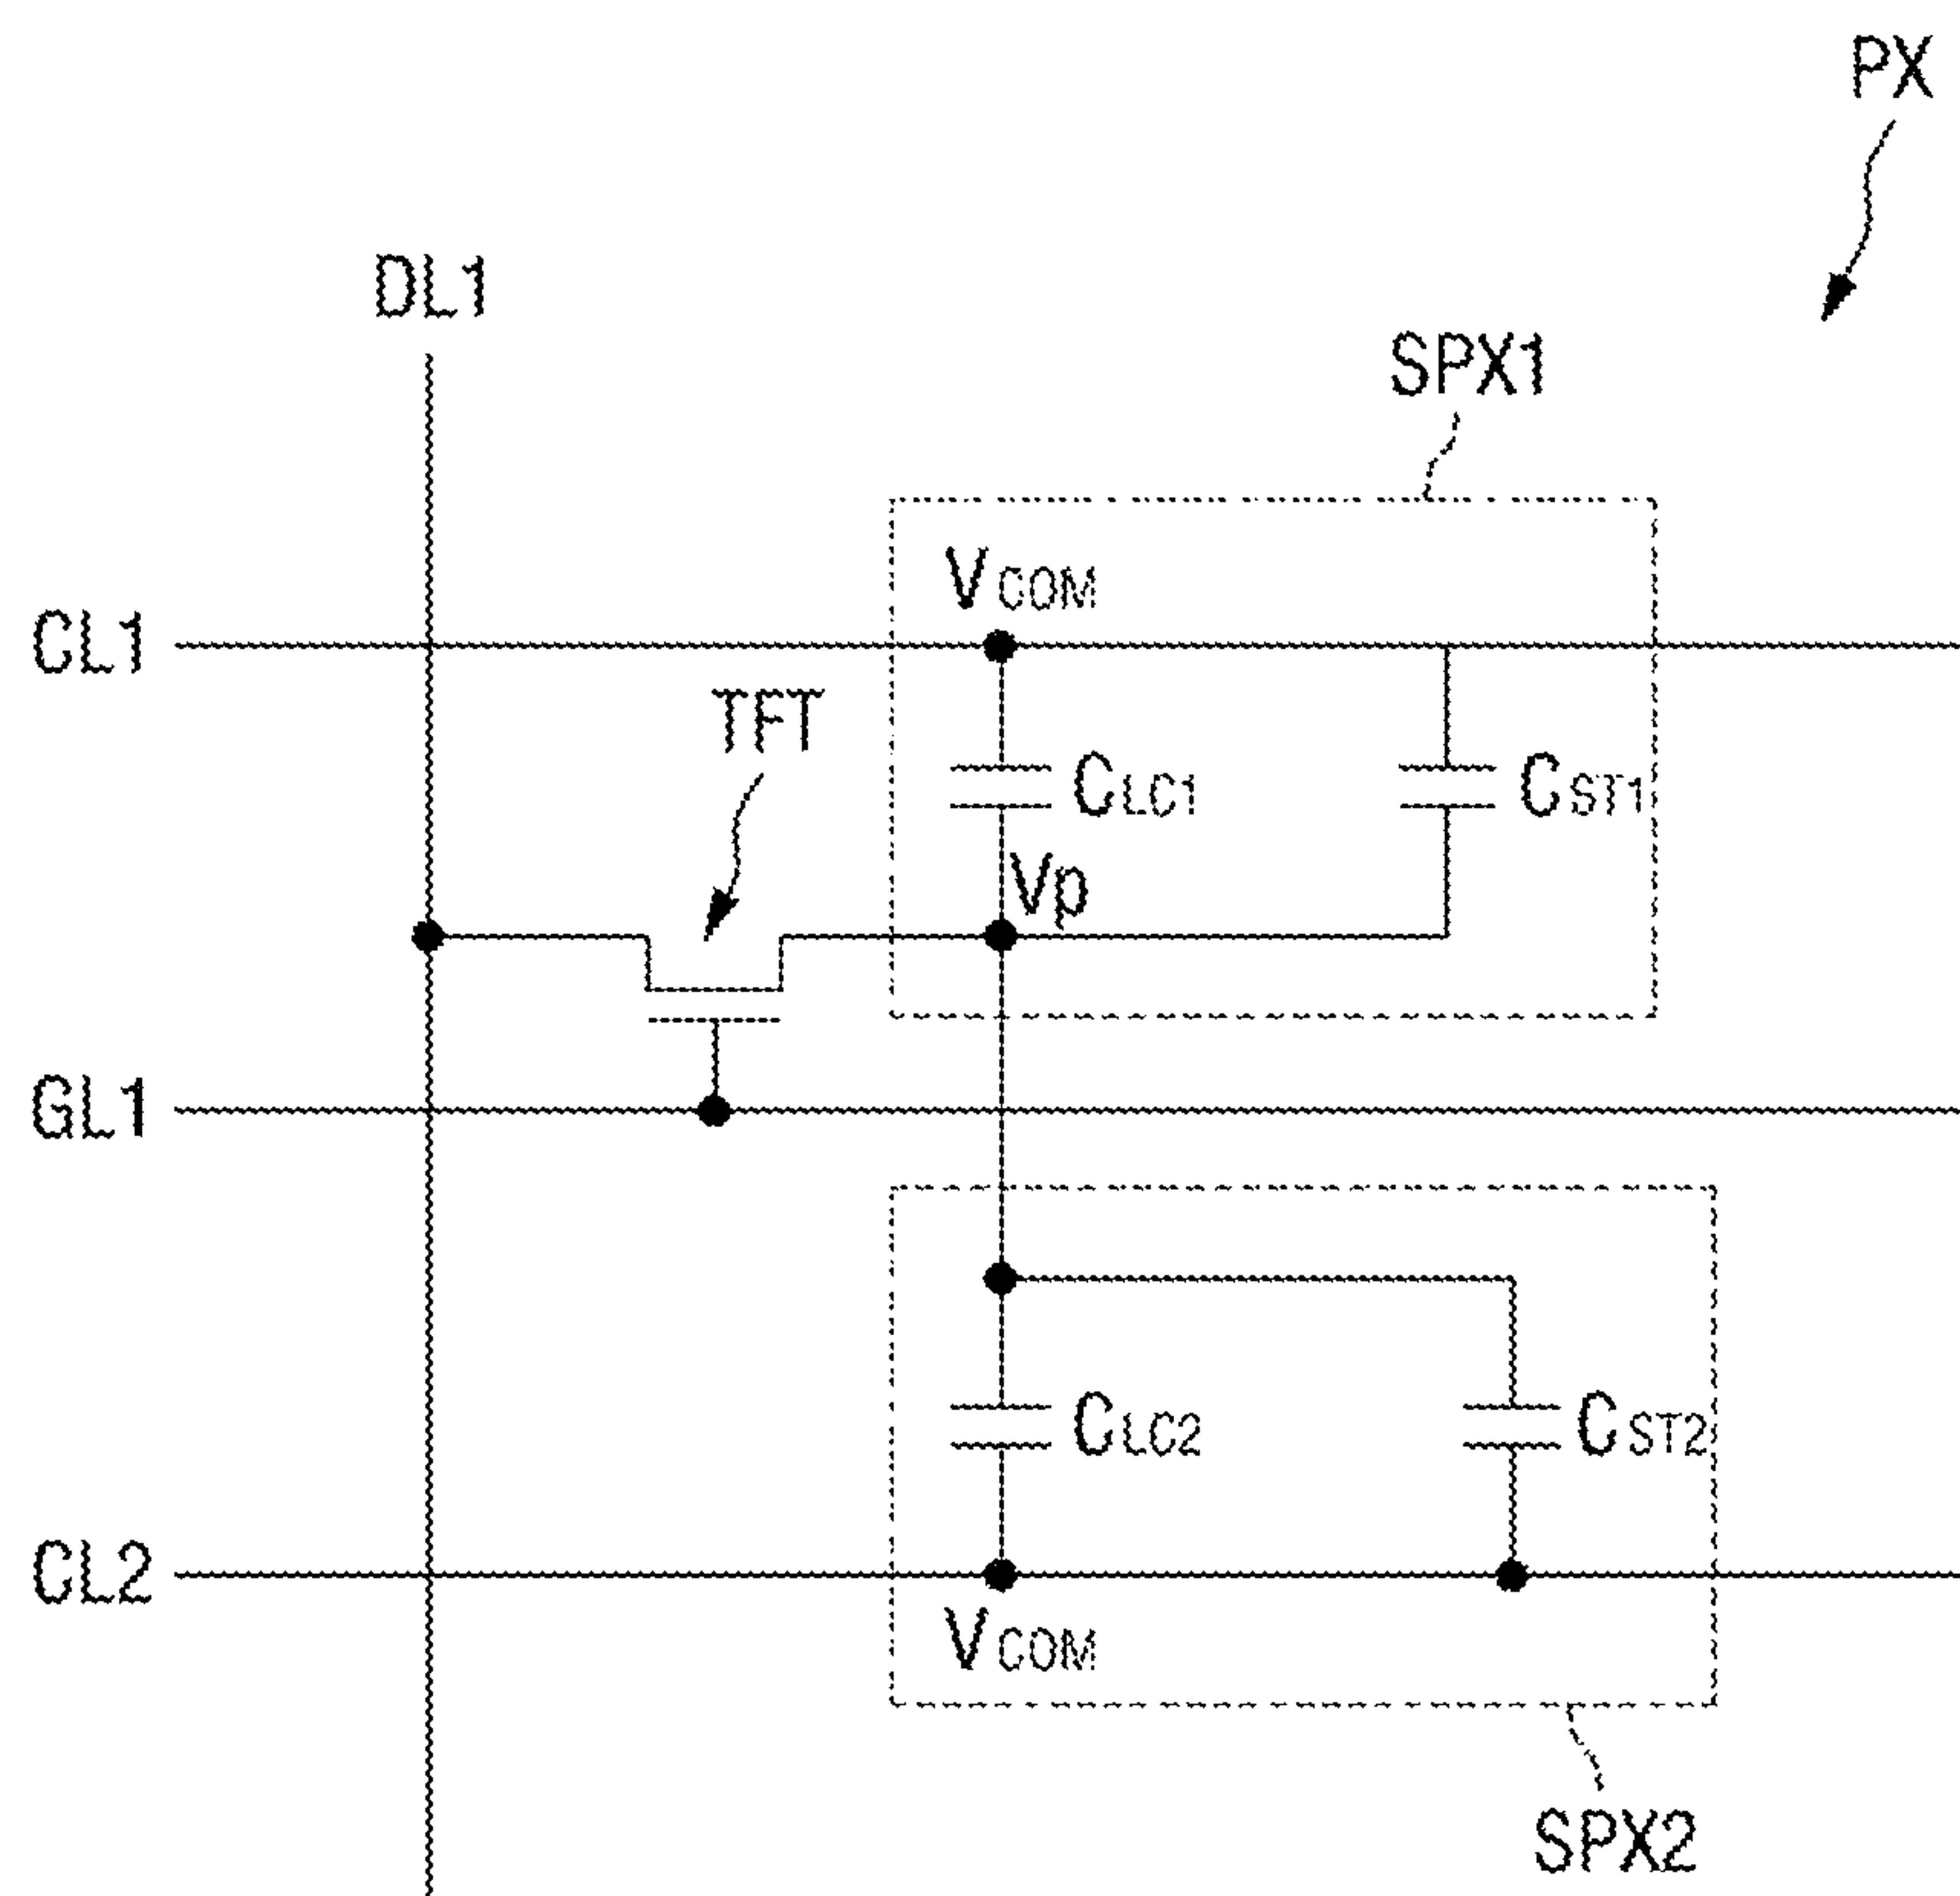 PX
DL1
SPX1
VCOM
CL1
TFT
CLC1
CST1
Vp
GL1
CLC2
CST2
CL2
VCOM
SPX2